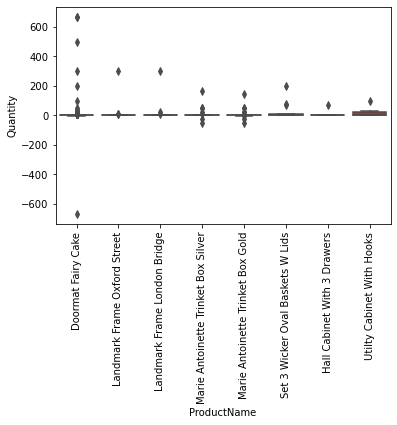 600
400
200
0
−200
−400
−600
Quantity
Doormat Fairy Cake
Landmark Frame Oxford Street
Landmark Frame London Bridge
Marie Antoinette Trinket Box Silver
Marie Antoinette Trinket Box Gold
Set 3 Wicker Oval Baskets W Lids
Hall Cabinet With 3 Drawers
Utilty Cabinet With Hooks
ProductName